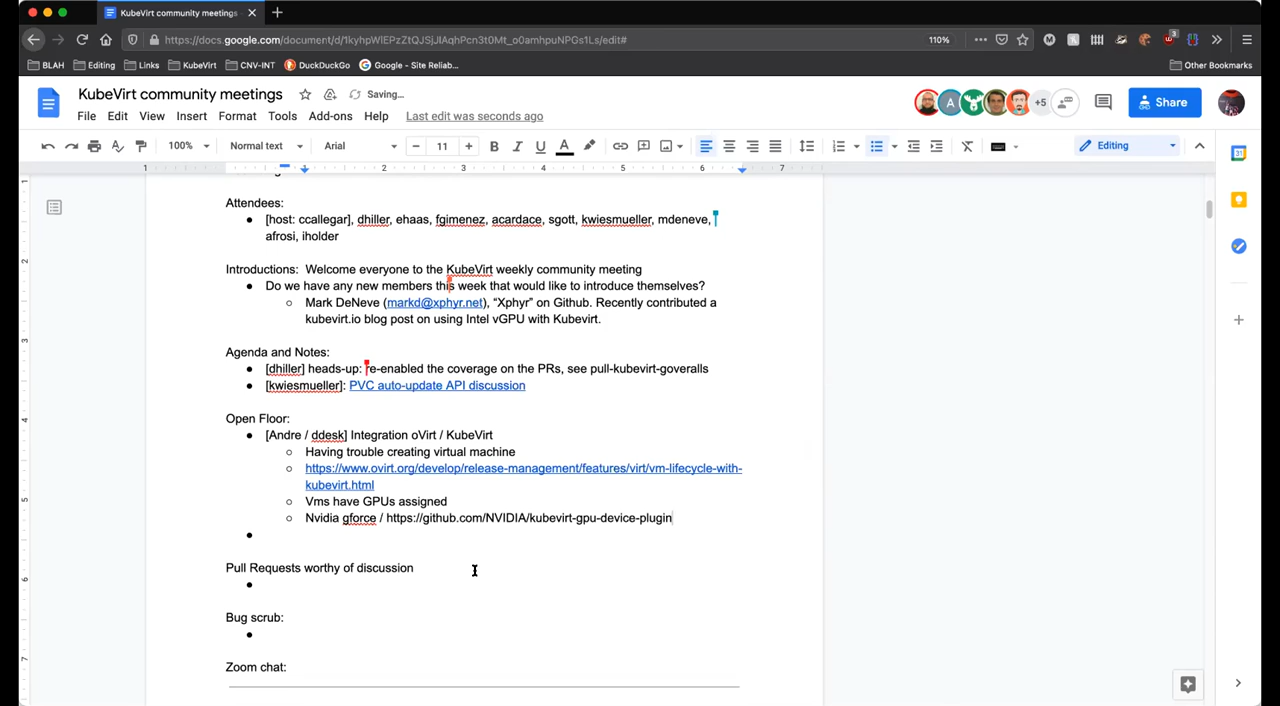 KubeVirt community meetings
https://docs.google.com/document/d/1kyhpWlEPzZtQJSjJlAqhPcn3t0Mt_o0arnhpuNPGs1Ls/edit#
110%
BLAH
Editing
Links
KubeVirt
CNV-INT
DuckDuckGo
Google - Site Reliab...
Other Bookmarks
KubeVirt community meetings
Saving...
+5
Share
File Edit View Insert Format Tools Add-ons Help Last edit was seconds ago
100% Normal text Arial 11 Editing
1 1 2 3 4 5 6 7
Attendees:
[host: ccallegar], dhiller, ehaas, fgimenez, acardace, sgott, kwiesmueller, mdeneve,
afrosi, iholder
Introductions: Welcome everyone to the KubeVirt weekly community meeting
Do we have any new members this week that would like to introduce themselves?
Mark DeNeve (markd@xphyr.net), “Xphyr” on Github. Recently contributed a
kubevirt.io blog post on using Intel vGPU with Kubevirt.
Agenda and Notes:
[dhiller] heads-up: re-enabled the coverage on the PRs, see pull-kubevirt-goveralls
[kwiesmueller]: PVC auto-update API discussion
Open Floor:
[Andre / ddesk] Integration oVirt / KubeVirt
Having trouble creating virtual machine
https://www.ovirt.org/develop/release-management/features/virt/vm-lifecycle-with-
kubevirt.html
Vms have GPUs assigned
Nvidia gforce / https://github.com/NVIDIA/kubevirt-gpu-device-plugin
Pull Requests worthy of discussion
Bug scrub:
Zoom chat: